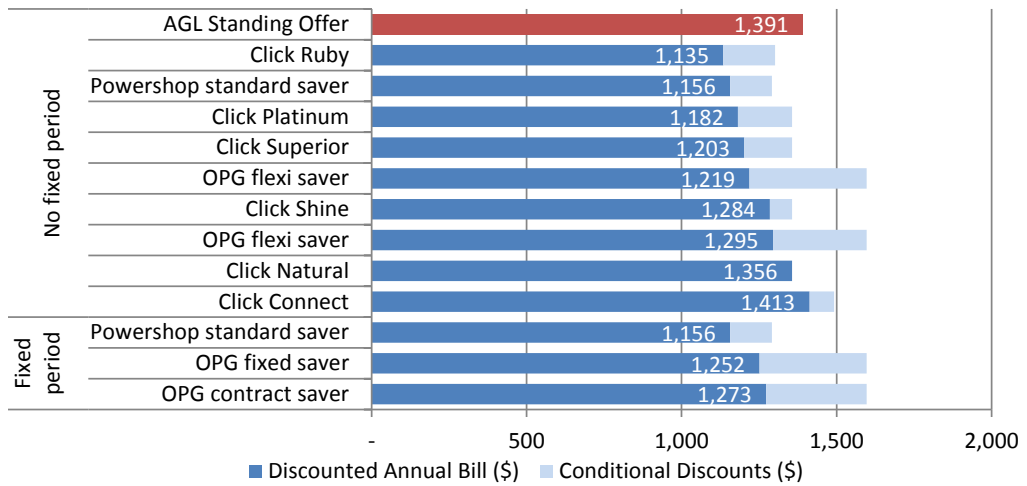 No fixed period
AGL Standing Offer 1,391
Click Ruby 1,135
Powershop standard saver 1,156
Click Platinum 1,182
Click Superior 1,203
OPG flexi saver 1,219
Click Shine 1,284
OPG flexi saver 1,295
Click Natural 1,356
Click Connect 1,413
Fixed
period
Powershop standard saver 1,156
OPG fixed saver 1,252
OPG contract saver 1,273
- 500 1,000 1,500 2,000
Discounted Annual Bill ($) Conditional Discounts ($)